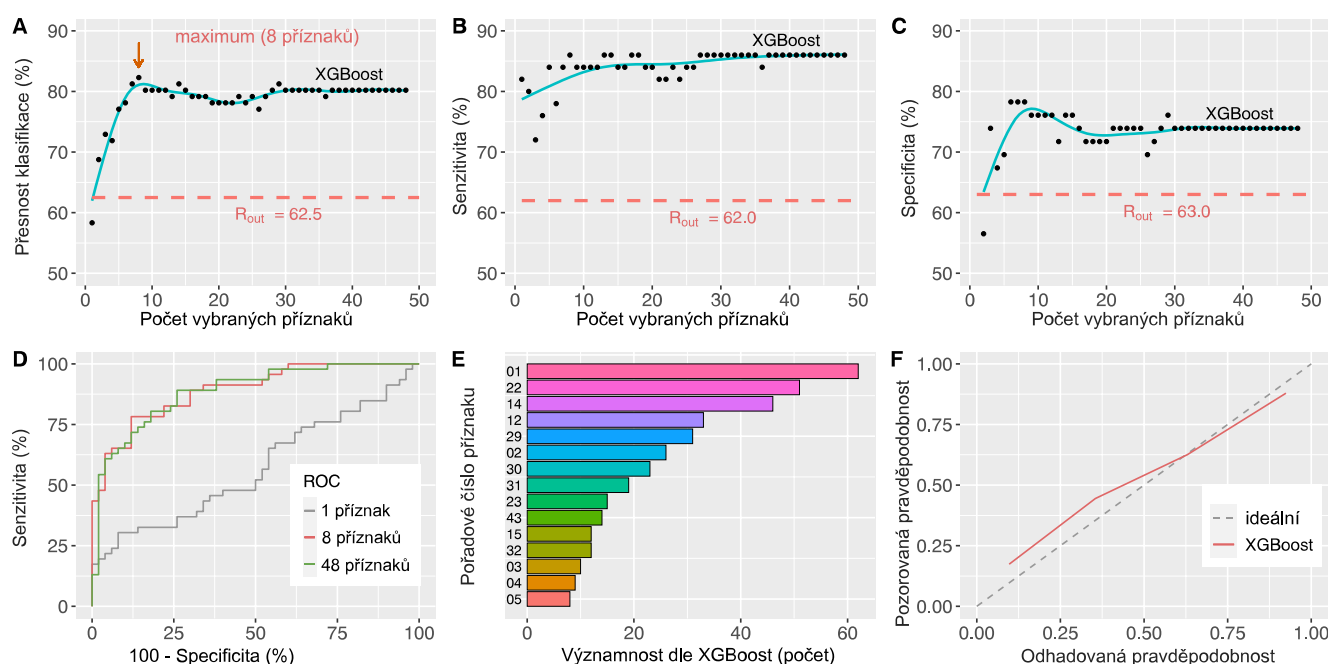 A
maximum (8 příznaků)
XGBoost
R_out = 62.5
Přesnost klasifikace (%)
90
80
70
60
50
0
10
20
30
40
50
Počet vybraných příznaků
B
XGBoost
R_out = 62.0
Senzitivita (%)
90
80
70
60
50
0
10
20
30
40
50
Počet vybraných příznaků
C
XGBoost
R_out = 63.0
Specificita (%)
90
80
70
60
50
0
10
20
30
40
50
Počet vybraných příznaků
D
Senzitivita (%)
100
75
50
25
0
ROC
1 příznak
8 příznaků
48 příznaků
0
25
50
75
100
100 - Specificita (%)
E
Pořadové číslo příznaku
01
22
14
12
29
02
30
31
23
43
15
32
03
04
05
0
20
40
60
Významnost dle XGBoost (počet)
F
Pozorovaná pravděpodobnost
1.00
0.75
0.50
0.25
0.00
ideální
XGBoost
0.00
0.25
0.50
0.75
1.00
Odhadovaná pravděpodobnost